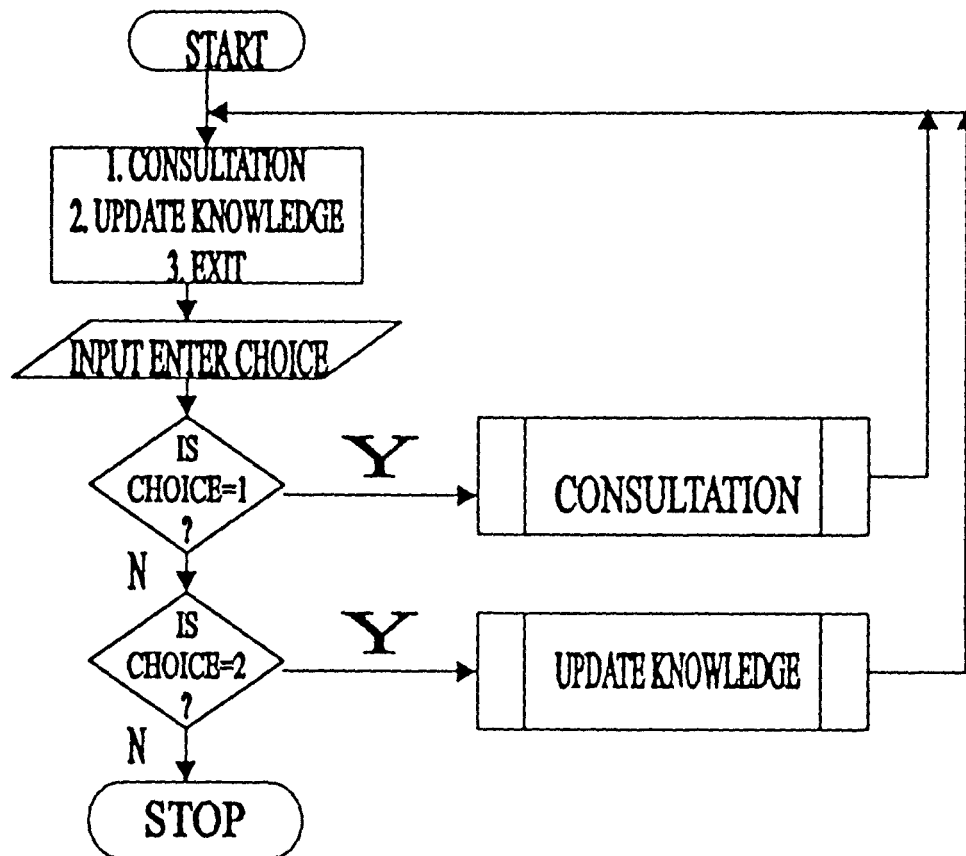 START
1. CONSULTATION
2. UPDATE KNOWLEDGE
3. EXIT
INPUT ENTER CHOICE
IS
CHOICE=1
?
Y
CONSULTATION
N
IS
CHOICE=2
?
Y
UPDATE KNOWLEDGE
N
STOP